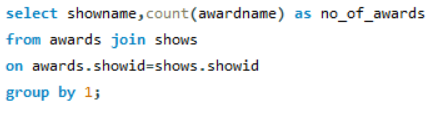 select showname,count(awardname) as no_of_awards
from awards join shows
on awards.showid=shows.showid
group by 1;